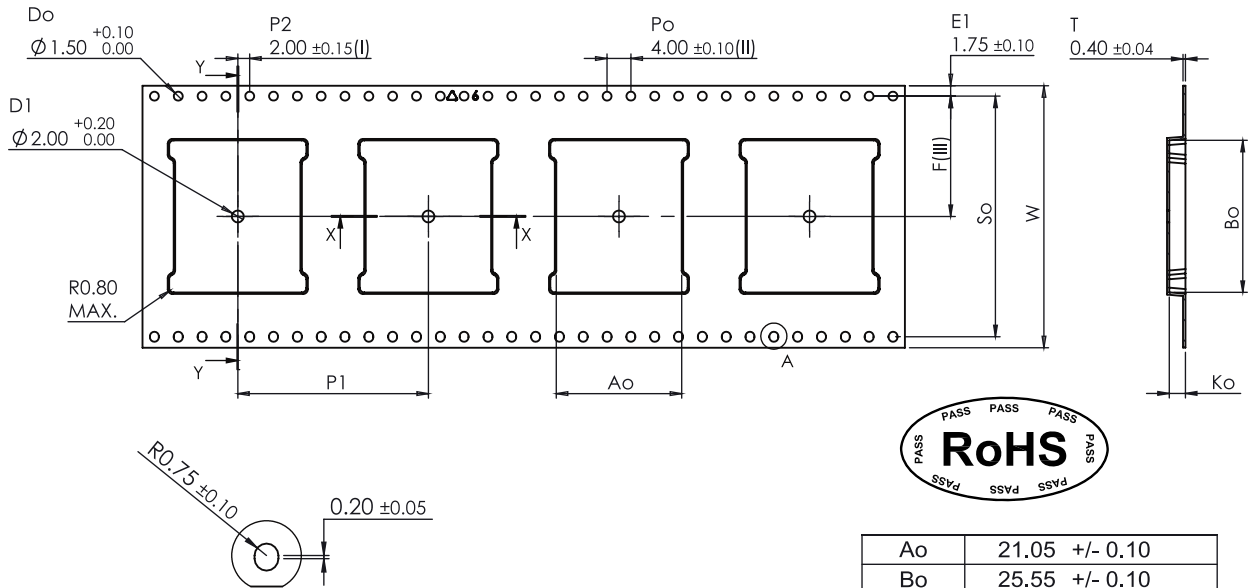 Do
Ø 1.50 +0.10 0.00
P2
2.00 ±0.15(I)
Po
4.00 ±0.10(II)
E1
1.75 ±0.10
T
0.40 ±0.04
Y
D1
Ø 2.00 +0.20 0.00
F(III)
So
W
Bo
X
X
R0.80
MAX.
Y
P1
Ao
A
Ko
R0.75 ±0.10
0.20 ±0.05
PASS PASS PASS
PASS RoHS PASS
PASS PASS PASS
Ao 21.05 +/- 0.10
Bo 25.55 +/- 0.10